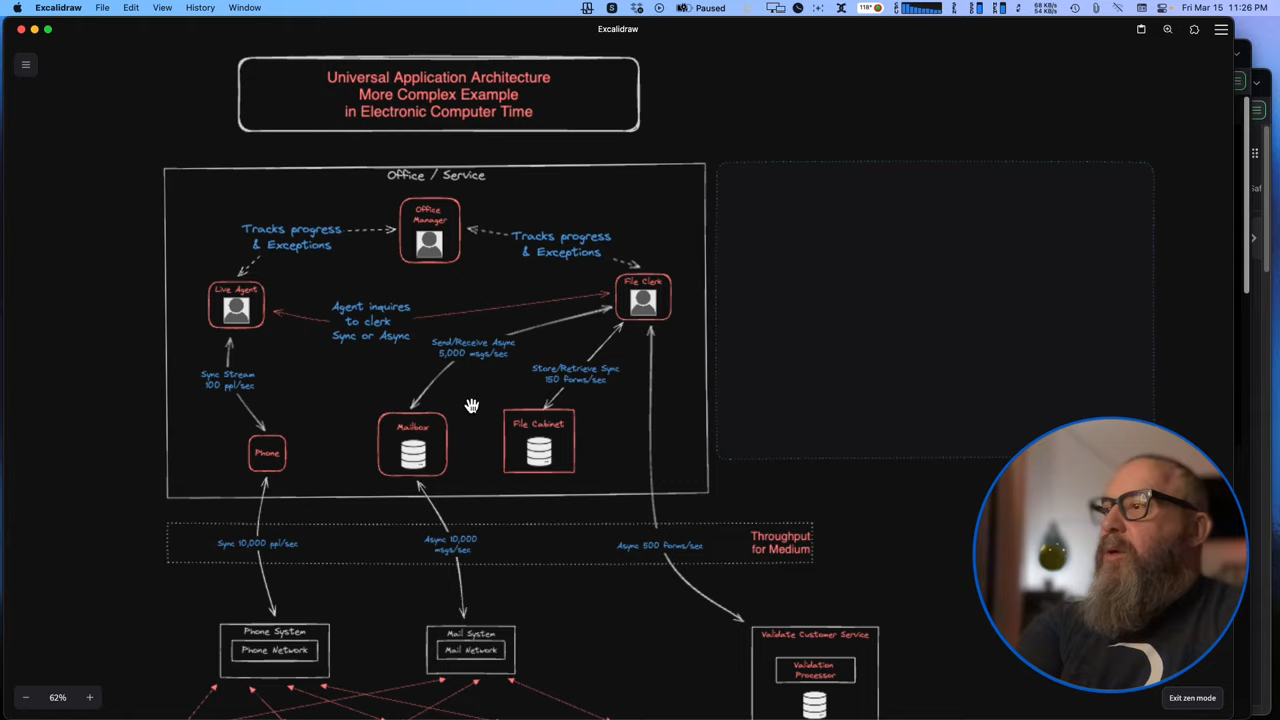 Excalidraw File Edit View History Window
Paused
118°
68 KB/s
54 KB/s
Fri Mar 15 11:26 PM
Excalidraw
Universal Application Architecture
More Complex Example
in Electronic Computer Time
Office / Service
Office
Manager
Tracks progress
& Exceptions
Tracks progress
& Exceptions
Live Agent
File Clerk
Agent inquires
to clerk
Sync or Async
Send/Receive Async
5,000 msgs/sec
Sync Stream
100 ppl/sec
Store/Retrieve Sync
150 forms/sec
Phone
Mailbox
File Cabinet
Sync 10,000 ppl/sec
Async 10,000
msgs/sec
Async 500 forms/sec
Throughput
for Medium
Phone System
Phone Network
Mail System
Mail Network
Validate Customer Service
Validation
Processor
62%
Exit zen mode